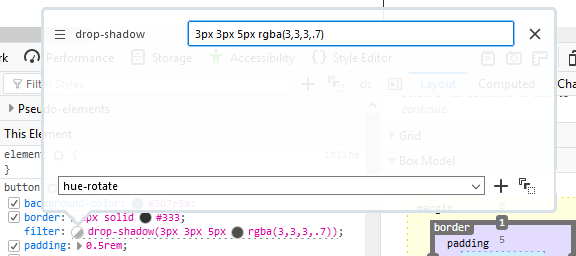 drop-shadow 3px 3px 5px rgba(3,3,3,.7)
Performance Storage Accessibility Style Editor
Filter Styles .cls Layout Computed Cha
Pseudo-elements continue.
This Element Grid
element { inline
} Box Model
hue-rotate
button
background-color: #3d7e9a; margin
border: solid #333; border 1
filter: drop-shadow(3px 3px 5px rgba(3,3,3,.7)); padding 5
padding: 0.5rem;